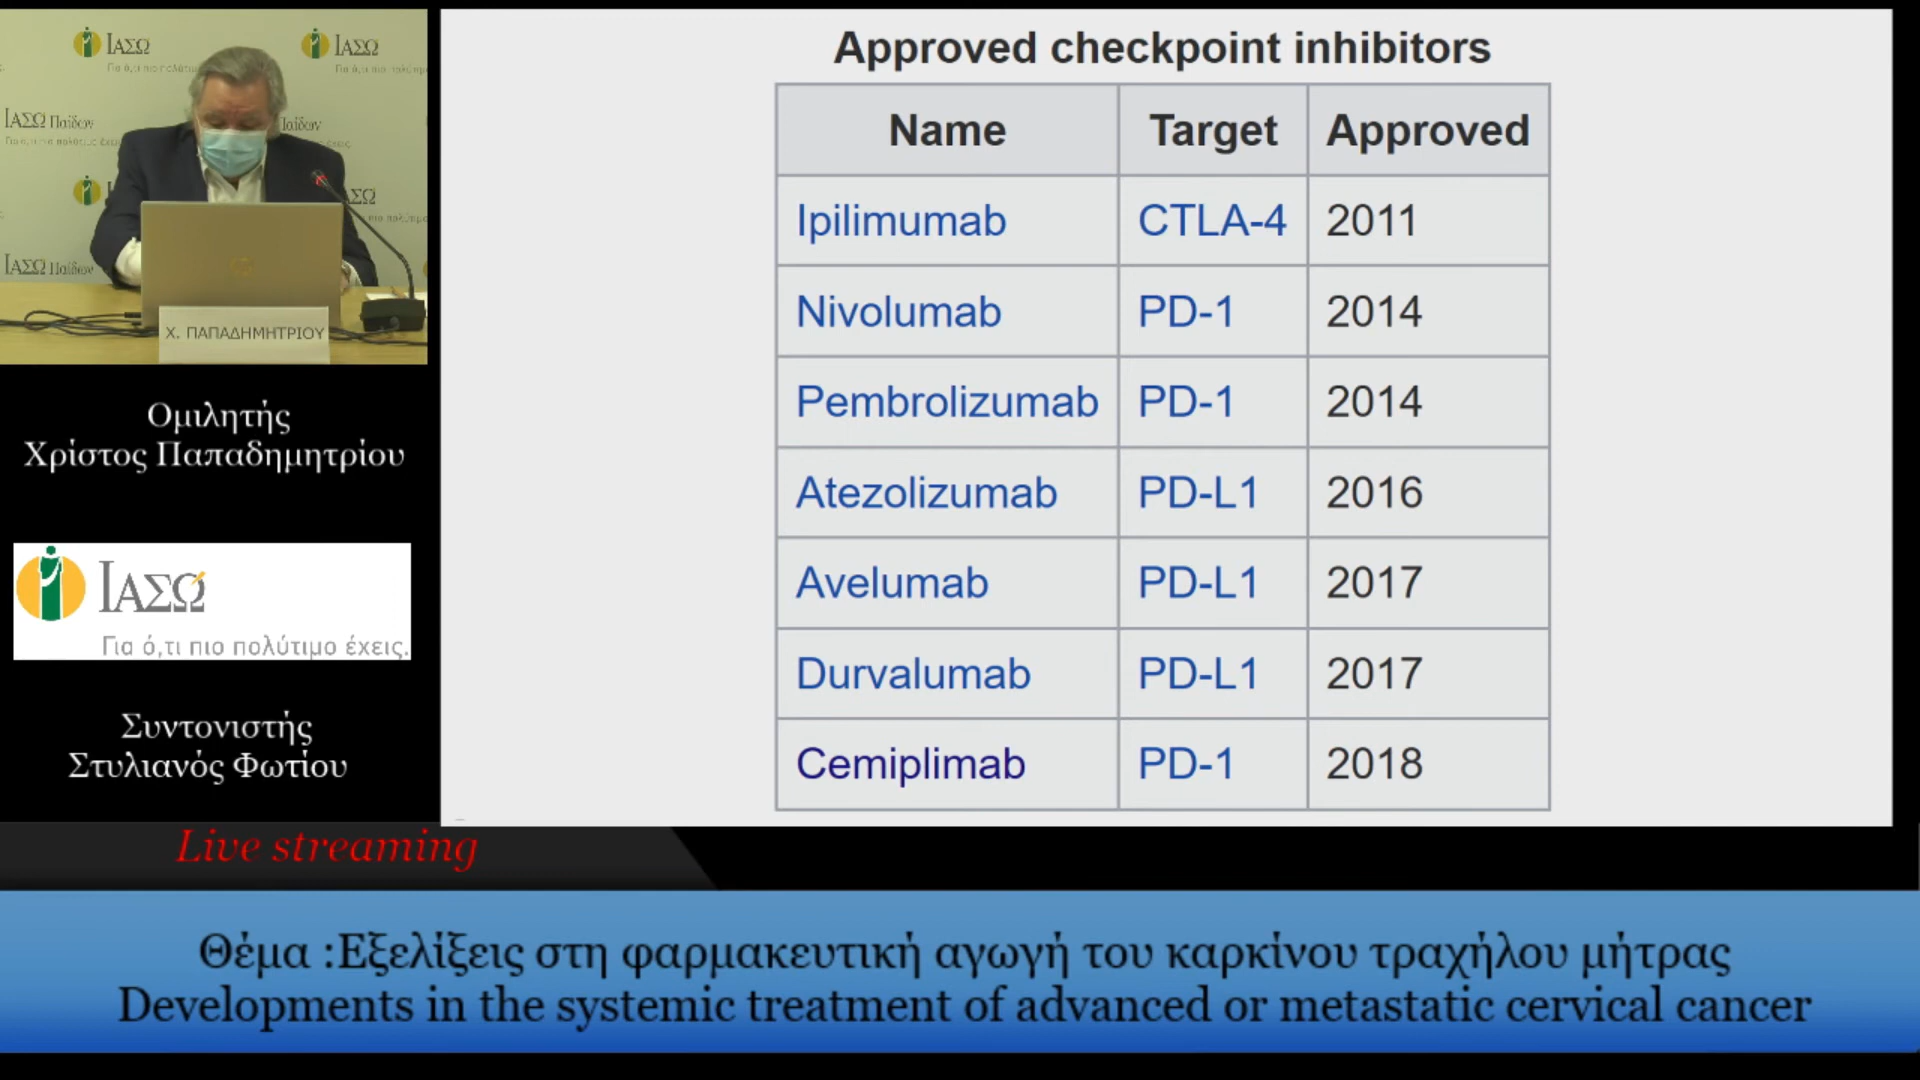 ΙΑΣΩ
ΙΑΣΩ
ΙΑΣΩ Παίδων
ΙΑΣΩ Παίδων
Χ. ΠΑΠΑΔΗΜΗΤΡΙΟΥ
Ομιλητής
Χρίστος Παπαδημητρίου
ΙΑΣΩ
Για ό,τι πιο πολύτιμο έχεις.
Συντονιστής
Στυλιανός Φωτίου
Approved checkpoint inhibitors
Name Target Approved
Ipilimumab CTLA-4 2011
Nivolumab PD-1 2014
Pembrolizumab PD-1 2014
Atezolizumab PD-L1 2016
Avelumab PD-L1 2017
Durvalumab PD-L1 2017
Cemiplimab PD-1 2018
Live streaming
Θέμα :Εξελίξεις στη φαρμακευτική αγωγή του καρκίνου τραχήλου μήτρας
Developments in the systemic treatment of advanced or metastatic cervical cancer